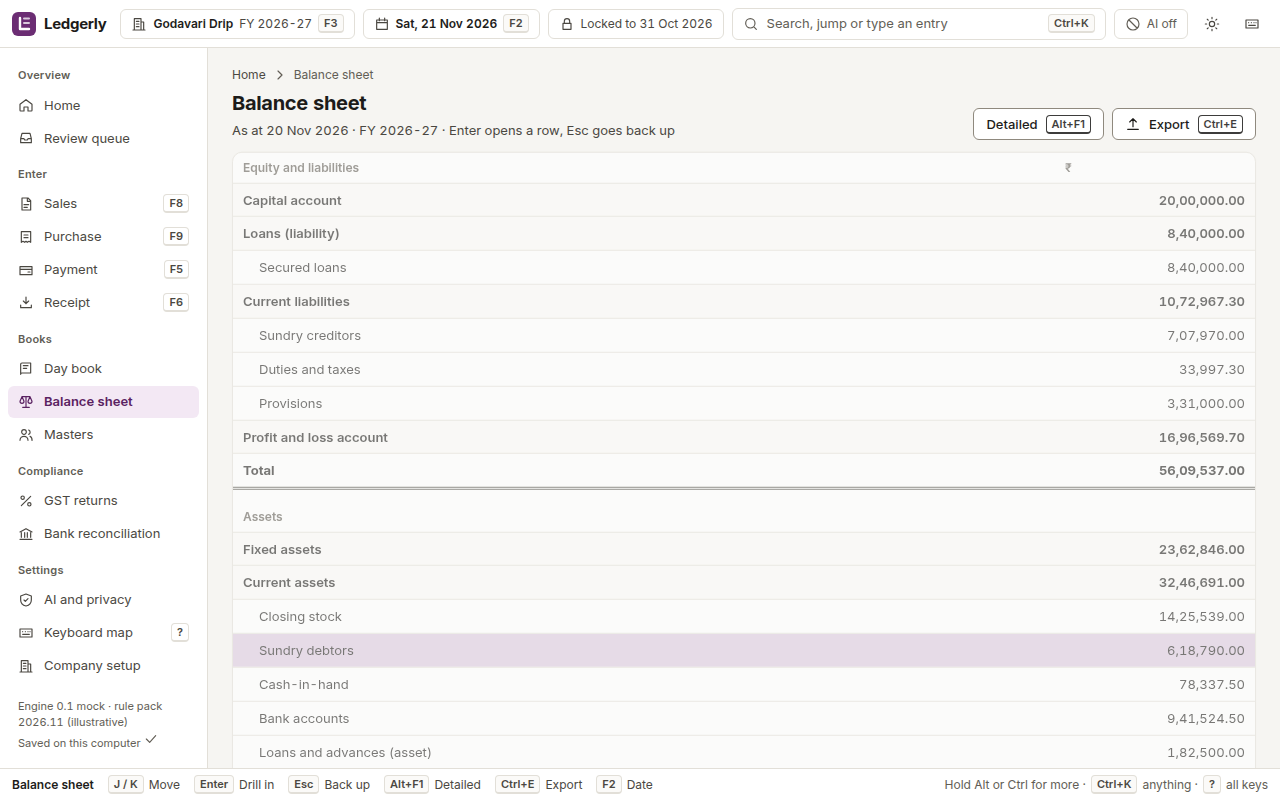 Ledgerly
Godavari Drip FY 2026-27 F3
Sat, 21 Nov 2026 F2
Locked to 31 Oct 2026
Search, jump or type an entry Ctrl+K
AI off
Overview
Home
Review queue
Enter
Sales F8
Purchase F9
Payment F5
Receipt F6
Books
Day book
Balance sheet
Masters
Compliance
GST returns
Bank reconciliation
Settings
AI and privacy
Keyboard map ?
Company setup
Engine 0.1 mock · rule pack
2026.11 (illustrative)
Saved on this computer
Home > Balance sheet
Balance sheet
As at 20 Nov 2026 · FY 2026-27 · Enter opens a row, Esc goes back up
Detailed Alt+F1
Export Ctrl+E
Equity and liabilities ₹
Capital account 20,00,000.00
Loans (liability) 8,40,000.00
Secured loans 8,40,000.00
Current liabilities 10,72,967.30
Sundry creditors 7,07,970.00
Duties and taxes 33,997.30
Provisions 3,31,000.00
Profit and loss account 16,96,569.70
Total 56,09,537.00
Assets
Fixed assets 23,62,846.00
Current assets 32,46,691.00
Closing stock 14,25,539.00
Sundry debtors 6,18,790.00
Cash-in-hand 78,337.50
Bank accounts 9,41,524.50
Loans and advances (asset) 1,82,500.00
Balance sheet J / K Move Enter Drill in Esc Back up Alt+F1 Detailed Ctrl+E Export F2 Date
Hold Alt or Ctrl for more · Ctrl+K anything · ? all keys